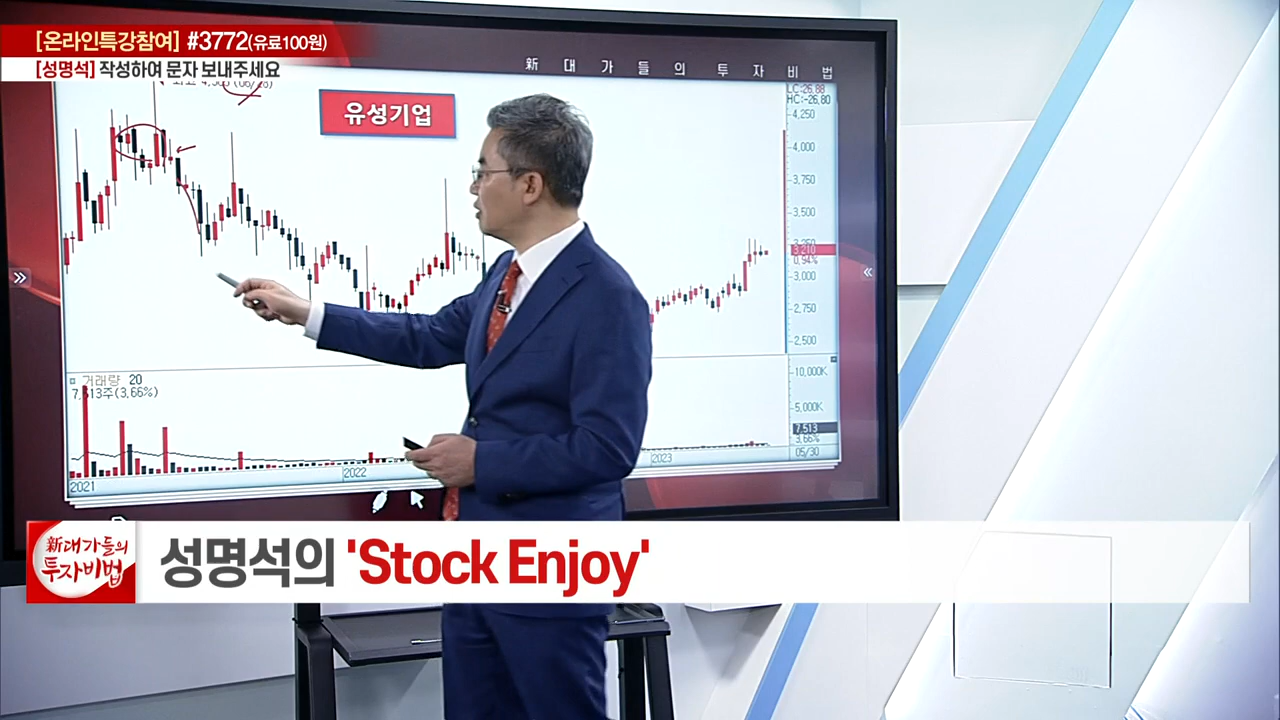 [온라인특강참여] #3772(유료100원)
[성명석] 작성하여 문자 보내주세요
新 대 가 들 의 투 자 비 법
유성기업
LC:26.88
HC:-26.80
4,250
4,000
3,750
3,500
3,250
3,210
0.94%
3,000
2,750
2,500
거래량 20
7,513주(3.66%)
10,000K
5,000K
7,513
3.66%
05/30
2021
2022
2023
新대가들의
투자비법
성명석의 'Stock Enjoy'